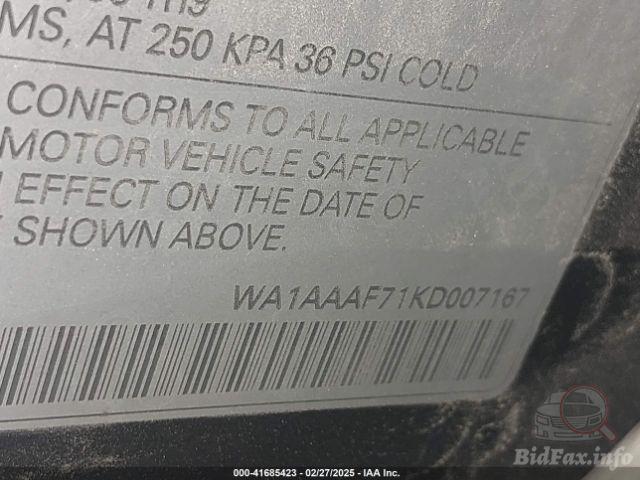 MS, AT 250 KPA 36 PSI COLD
CONFORMS TO ALL APPLICABLE
MOTOR VEHICLE SAFETY
EFFECT ON THE DATE OF
SHOWN ABOVE.
WA1AAAF71KD007167
000-41685423 - 02/27/2025 - IAA Inc.
BidFax.info